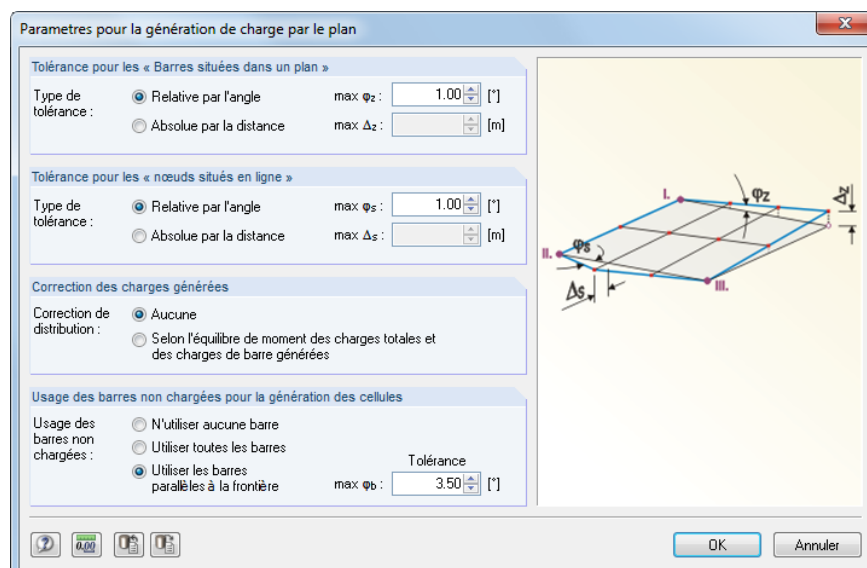 Parametres pour la génération de charge par le plan
Tolérance pour les « Barres situées dans un plan »
Type de
tolérance :
Relative par l'angle
max φz :
1.00
[°]
Absolue par la distance
max Δz :
[m]
Tolérance pour les « nœuds situés en ligne »
Type de
tolérance :
Relative par l'angle
max φs :
1.00
[°]
Absolue par la distance
max Δs :
[m]
Correction des charges générées
Correction de
distribution :
Aucune
Selon l'équilibre de moment des charges totales et
des charges de barre générées
Usage des barres non chargées pour la génération des cellules
Usage des
barres non
chargées :
N'utiliser aucune barre
Utiliser toutes les barres
Utiliser les barres
parallèles à la frontière
Tolérance
max φb :
3.50
[°]
I.
φz
Δz
II.
φs
Δs
III.
0.00
OK
Annuler